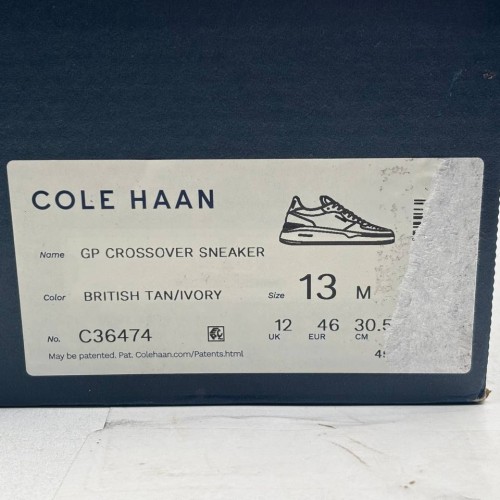 COLE HAAN
Name GP CROSSOVER SNEAKER
Color BRITISH TAN/IVORY Size 13 M
No. C36474 12 46 30.5
UK EUR CM
May be patented. Pat. Colehaan.com/Patents.html